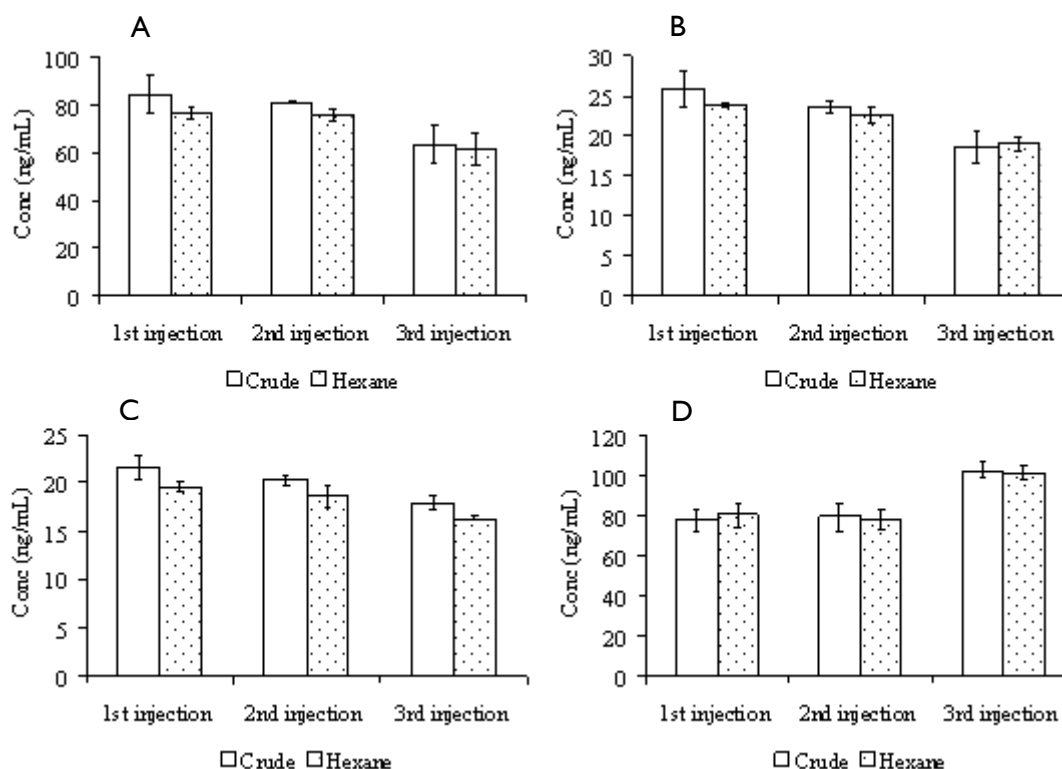 A
Conc (ng/mL)
100
80
60
40
20
0
1st injection 2nd injection 3rd injection
Crude Hexane
B
Conc (ng/mL)
30
25
20
15
10
5
0
1st injection 2nd injection 3rd injection
Crude Hexane
C
Conc (ng/mL)
25
20
15
10
5
0
1st injection 2nd injection 3rd injection
Crude Hexane
D
Conc (ng/mL)
120
100
80
60
40
20
0
1st injection 2nd injection 3rd injection
Crude Hexane